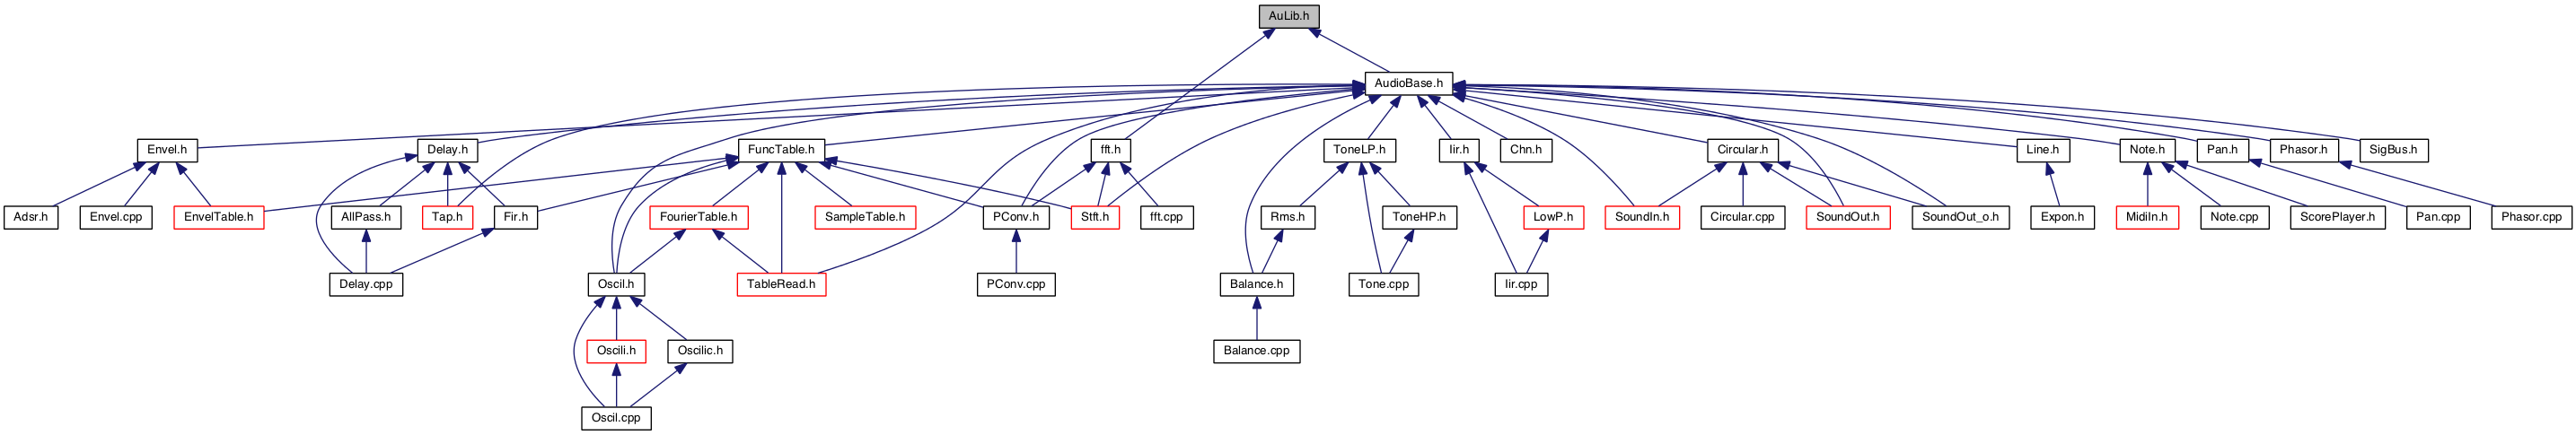 AuLib.h
AudioBase.h
Envel.h
Delay.h
FuncTable.h
fft.h
ToneLP.h
Iir.h
Chn.h
Circular.h
Line.h
Note.h
Pan.h
Phasor.h
SigBus.h
Adsr.h
Envel.cpp
EnvelTable.h
AllPass.h
Tap.h
Fir.h
FourierTable.h
SampleTable.h
PConv.h
Stft.h
fft.cpp
Rms.h
ToneHP.h
LowP.h
SoundIn.h
Circular.cpp
SoundOut.h
SoundOut_o.h
Expon.h
MidiIn.h
Note.cpp
ScorePlayer.h
Pan.cpp
Phasor.cpp
Delay.cpp
Oscil.h
TableRead.h
PConv.cpp
Balance.h
Tone.cpp
Iir.cpp
Oscili.h
Oscilic.h
Balance.cpp
Oscil.cpp